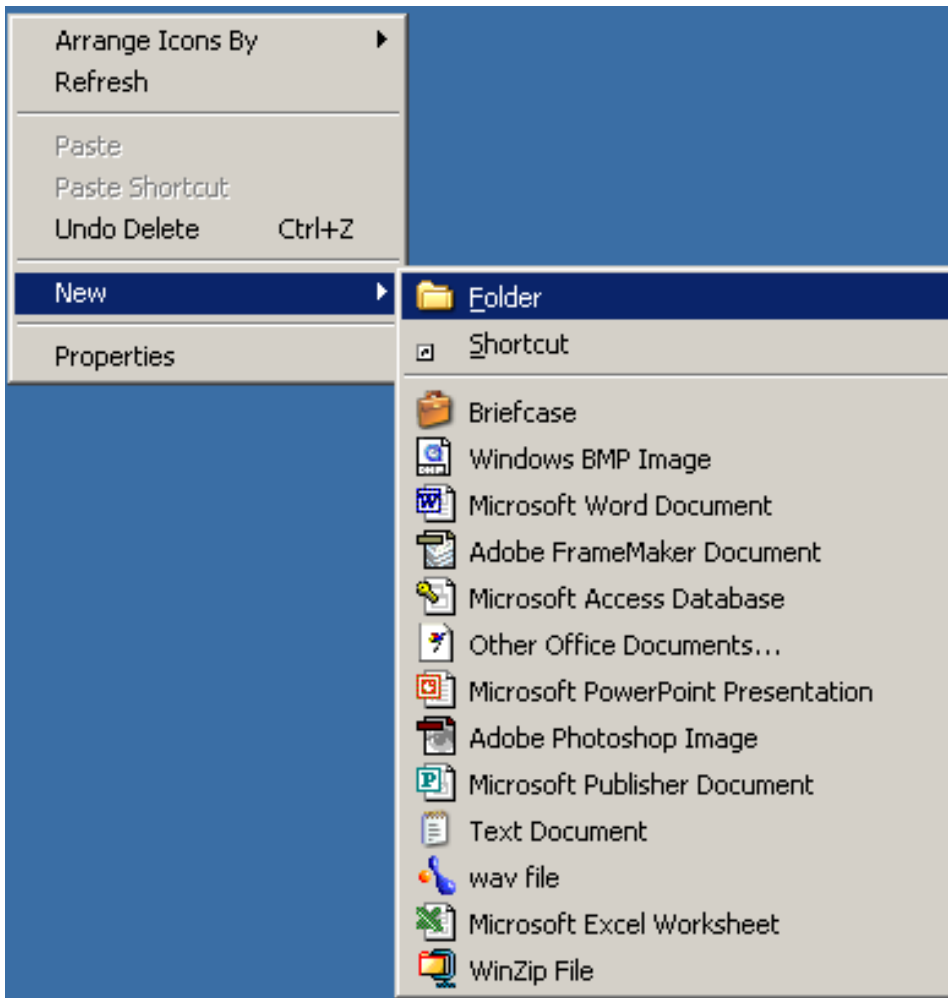 Arrange Icons By
Refresh
Paste
Paste Shortcut
Undo Delete Ctrl+Z
New
Properties
Folder
Shortcut
Briefcase
Windows BMP Image
Microsoft Word Document
Adobe FrameMaker Document
Microsoft Access Database
Other Office Documents...
Microsoft PowerPoint Presentation
Adobe Photoshop Image
Microsoft Publisher Document
Text Document
wav file
Microsoft Excel Worksheet
WinZip File